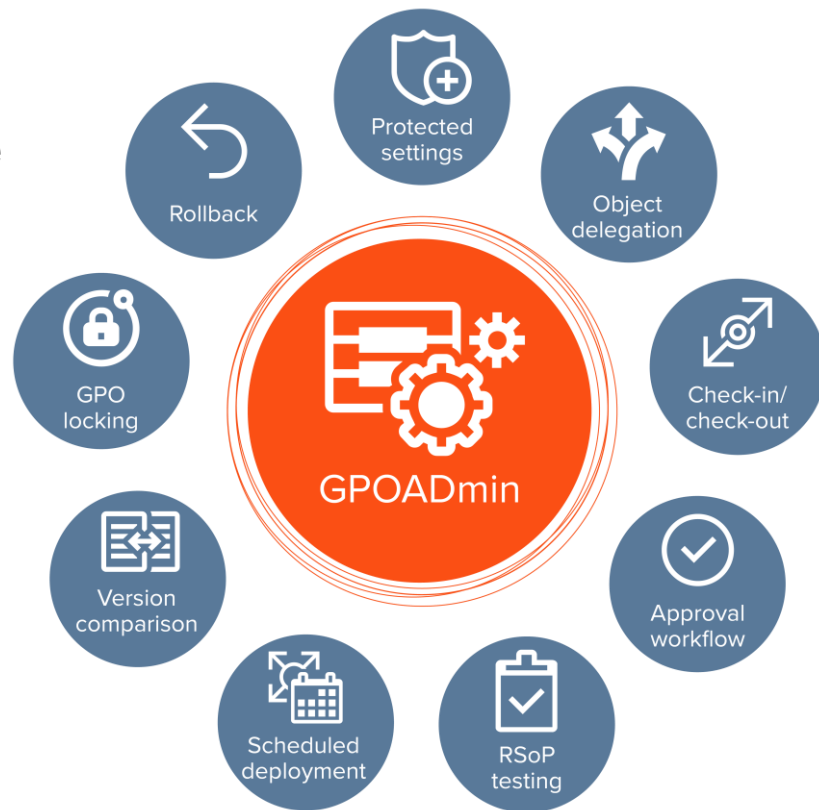 Protected
settings
Object
delegation
Check-in/
check-out
Approval
workflow
RSoP
testing
Scheduled
deployment
Version
comparison
GPO
locking
Rollback
GPOADmin